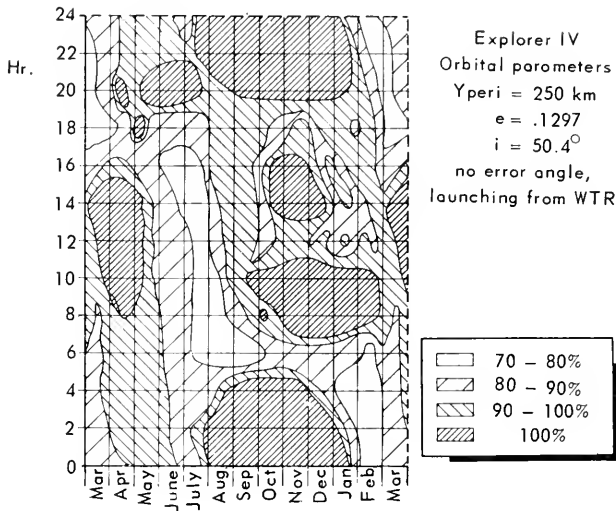 Hr.
24
22
20
18
16
14
12
10
8
6
4
2
0
Mar
Apr
May
June
July
Aug
Sep
Oct
Nov
Dec
Jan
Feb
Mar
Explorer IV
Orbital parameters
Yperi = 250 km
e = .1297
i = 50.4°
no error angle,
launching from WTR
70 – 80%
80 – 90%
90 – 100%
100%